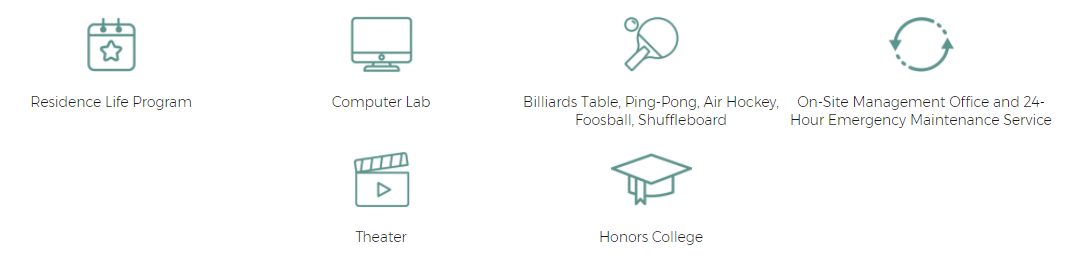 Residence Life Program
Computer Lab
Billiards Table, Ping-Pong, Air Hockey,
Foosball, Shuffleboard
On-Site Management Office and 24-
Hour Emergency Maintenance Service
Theater
Honors College